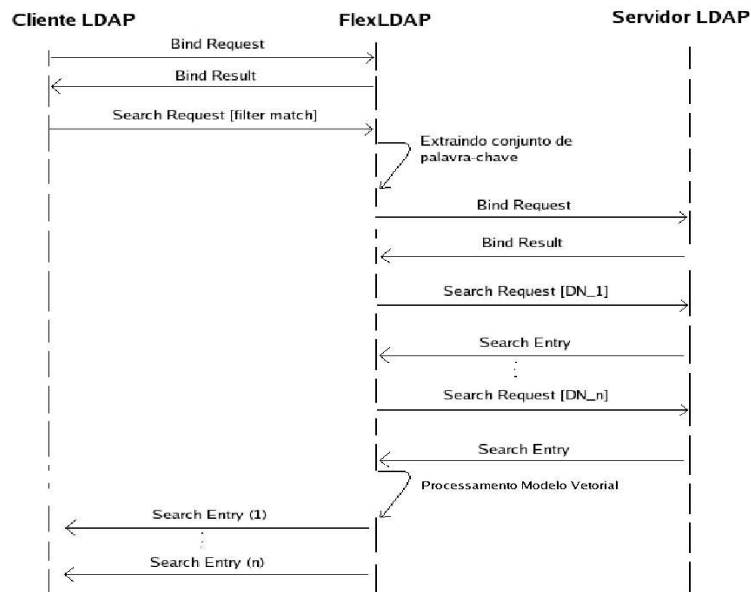 Cliente LDAP
FlexLDAP
Servidor LDAP
Bind Request
Bind Result
Search Request [filter match]
Extraindo conjunto de
palavra-chave
Bind Request
Bind Result
Search Request [DN_1]
Search Entry
Search Request [DN_n]
Search Entry
Processamento Modelo Vetorial
Search Entry (1)
Search Entry (n)